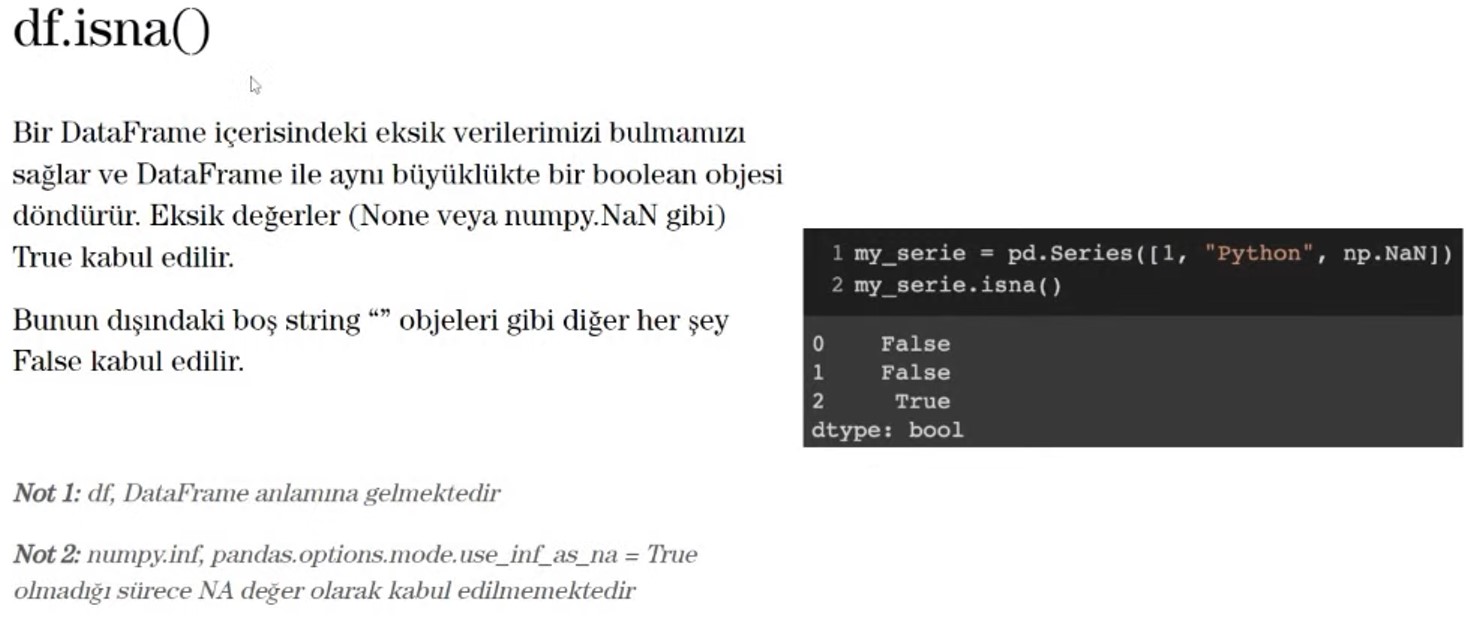 df.isna()
Bir DataFrame içerisindeki eksik verilerimizi bulmamızı
sağlar ve DataFrame ile aynı büyüklükte bir boolean objesi
döndürür. Eksik değerler (None veya numpy.NaN gibi)
True kabul edilir.
Bunun dışındaki boş string “” objeleri gibi diğer her şey
False kabul edilir.
1 my_serie = pd.Series([1, "Python", np.NaN])
2 my_serie.isna()
0 False
1 False
2 True
dtype: bool
Not 1: df, DataFrame anlamına gelmektedir
Not 2: numpy.inf, pandas.options.mode.use_inf_as_na = True
olmadığı sürece NA değer olarak kabul edilmemektedir